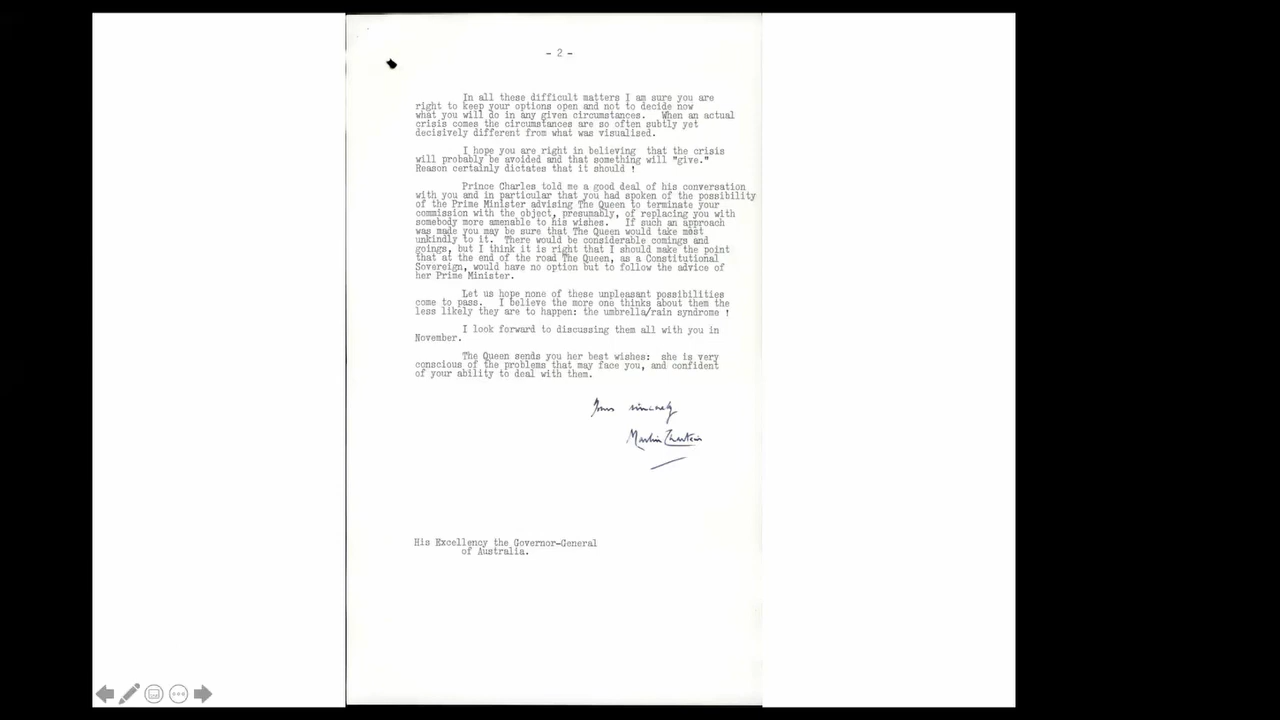 - 2 -
In all these difficult matters I am sure you are
right to keep your options open and not to decide now
what you will do in any given circumstances. When an actual
crisis comes the circumstances are so often subtly yet
decisively different from what was visualised.
I hope you are right in believing that the crisis
will probably be avoided and that something will "give."
Reason certainly dictates that it should !
Prince Charles told me a good deal of his conversation
with you and in particular that you had spoken of the possibility
of the Prime Minister advising The Queen to terminate your
commission with the object, presumably, of replacing you with
somebody more amenable to his wishes. If such an approach
was made you may be sure that The Queen would take most
unkindly to it. There would be considerable comings and
goings, but I think it is right that I should make the point
that at the end of the road The Queen, as a Constitutional
Sovereign, would have no option but to follow the advice of
her Prime Minister.
Let us hope none of these unpleasant possibilities
come to pass. I believe the more one thinks about them the
less likely they are to happen: the umbrella/rain syndrome !
I look forward to discussing them all with you in
November.
The Queen sends you her best wishes: she is very
conscious of the problems that may face you, and confident
of your ability to deal with them.
Yours sincerely
Martin Charteris
His Excellency the Governor-General
of Australia.